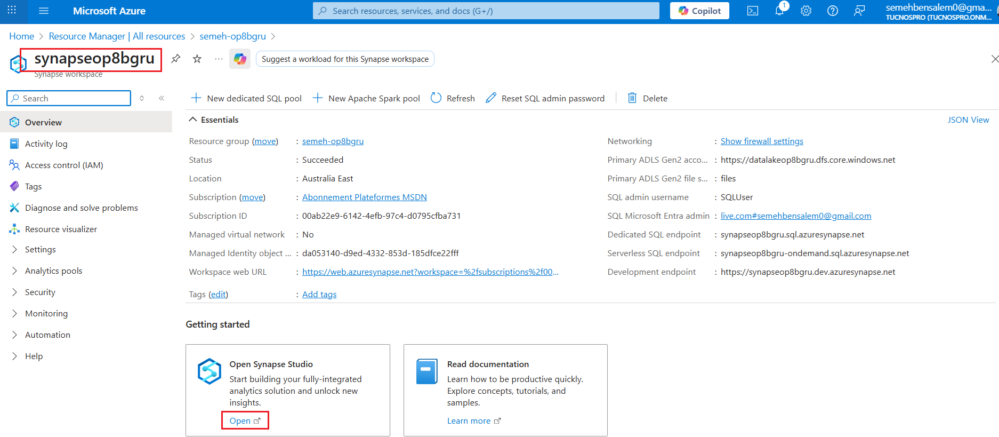 Microsoft Azure
Search resources, services, and docs (G+/)
Copilot
1
semehbensalem0@gma...
TUCNOSPRO (TUCNOSPRO.ONM...
Home > Resource Manager | All resources > semeh-op8bgru >
synapseop8bgru
Synapse workspace
Suggest a workload for this Synapse workspace
Search
New dedicated SQL pool
New Apache Spark pool
Refresh
Reset SQL admin password
Delete
Overview
Activity log
Access control (IAM)
Tags
Diagnose and solve problems
Resource visualizer
Settings
Analytics pools
Security
Monitoring
Automation
Help
Essentials
JSON View
Resource group (move) : semeh-op8bgru
Status : Succeeded
Location : Australia East
Subscription (move) : Abonnement Plateformes MSDN
Subscription ID : 00ab22e9-6142-4efb-97c4-d0795cfba731
Managed virtual network : No
Managed Identity object ... : da053140-d9ed-4332-853d-185dfce22fff
Workspace web URL : https://web.azuresynapse.net?workspace=%2fsubscriptions%2f00...
Tags (edit) : Add tags
Networking : Show firewall settings
Primary ADLS Gen2 acco... : https://datalakeop8bgru.dfs.core.windows.net
Primary ADLS Gen2 file s... : files
SQL admin username : SQLUser
SQL Microsoft Entra admin : live.com#semehbensalem0@gmail.com
Dedicated SQL endpoint : synapseop8bgru.sql.azuresynapse.net
Serverless SQL endpoint : synapseop8bgru-ondemand.sql.azuresynapse.net
Development endpoint : https://synapseop8bgru.dev.azuresynapse.net
Getting started
Open Synapse Studio
Start building your fully-integrated
analytics solution and unlock new
insights.
Open
Read documentation
Learn how to be productive quickly.
Explore concepts, tutorials, and
samples.
Learn more